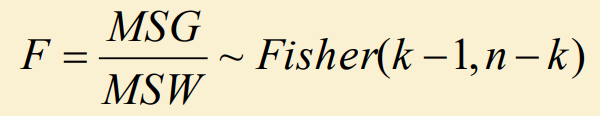 F = MSG / MSW ~ Fisher(k – 1, n – k)